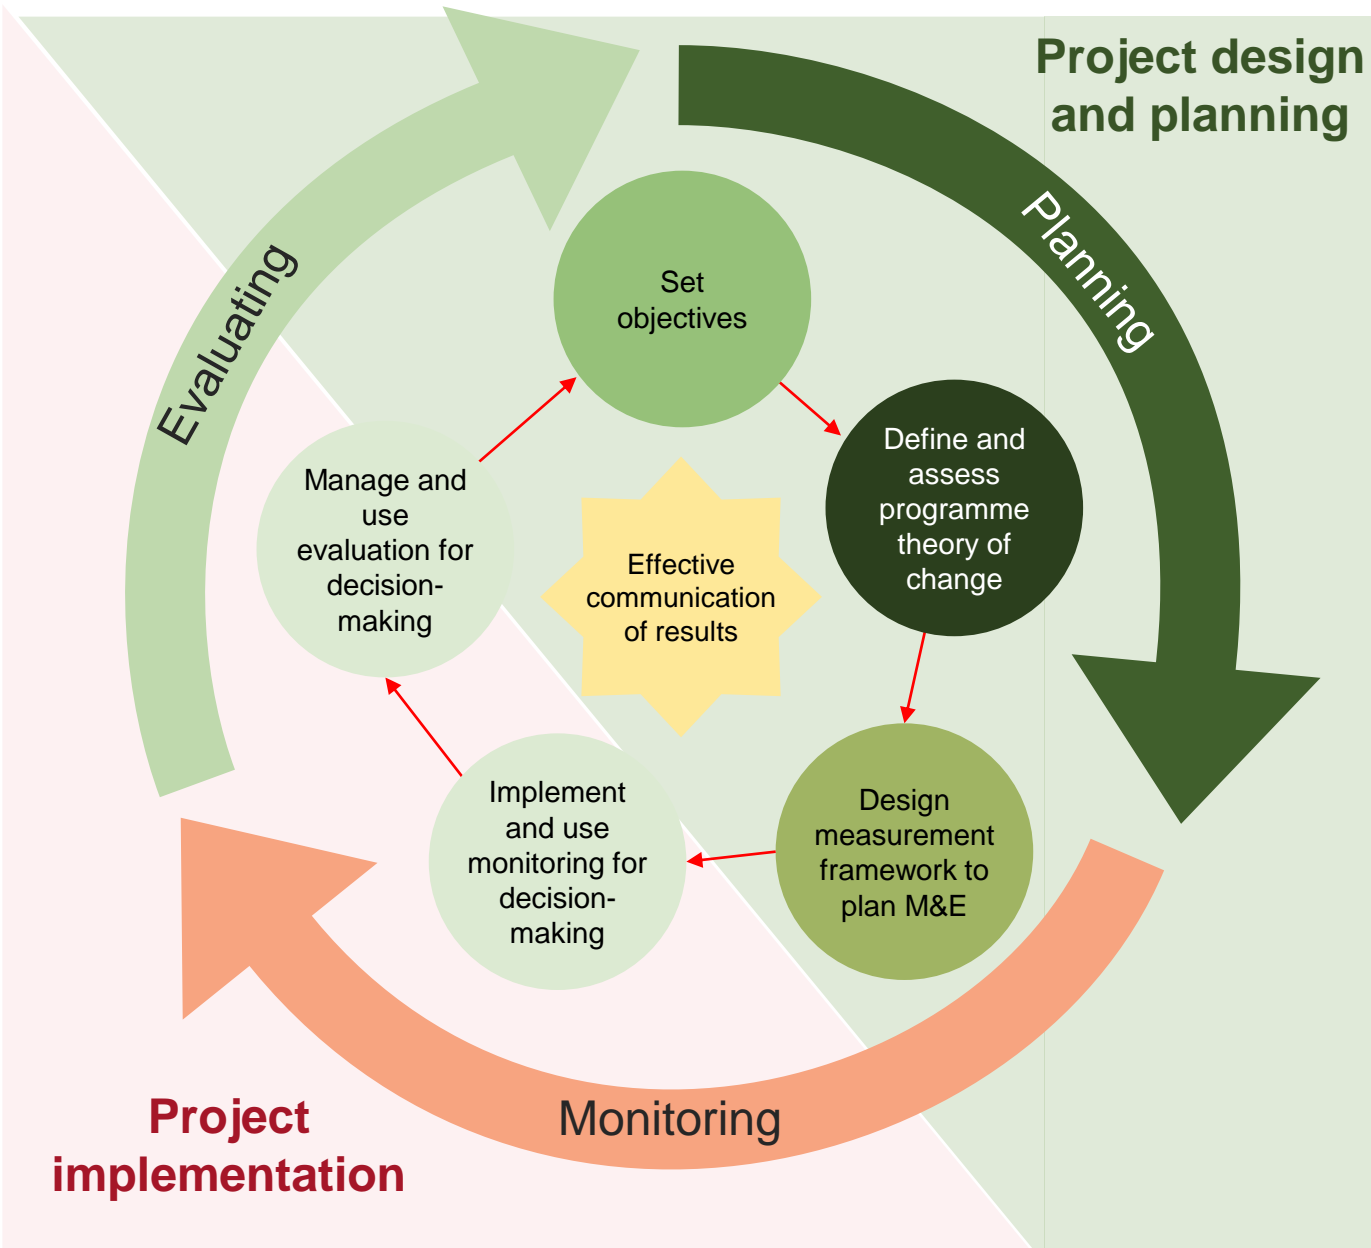 Project design
and planning
Planning
Evaluating
Set
objectives
Define and
assess
programme
theory of
change
Manage and
use
evaluation for
decision-
making
Effective
communication
of results
Design
measurement
framework to
plan M&E
Implement
and use
monitoring for
decision-
making
Monitoring
Project
implementation